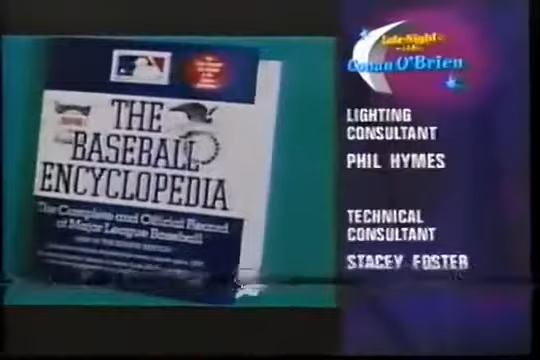 THE
BASEBALL
ENCYCLOPEDIA
The Complete and Official Record
of Major League Baseball
Late Night
Conan O'Brien
LIGHTING
CONSULTANT
PHIL HYMES
TECHNICAL
CONSULTANT
STACEY FOSTER